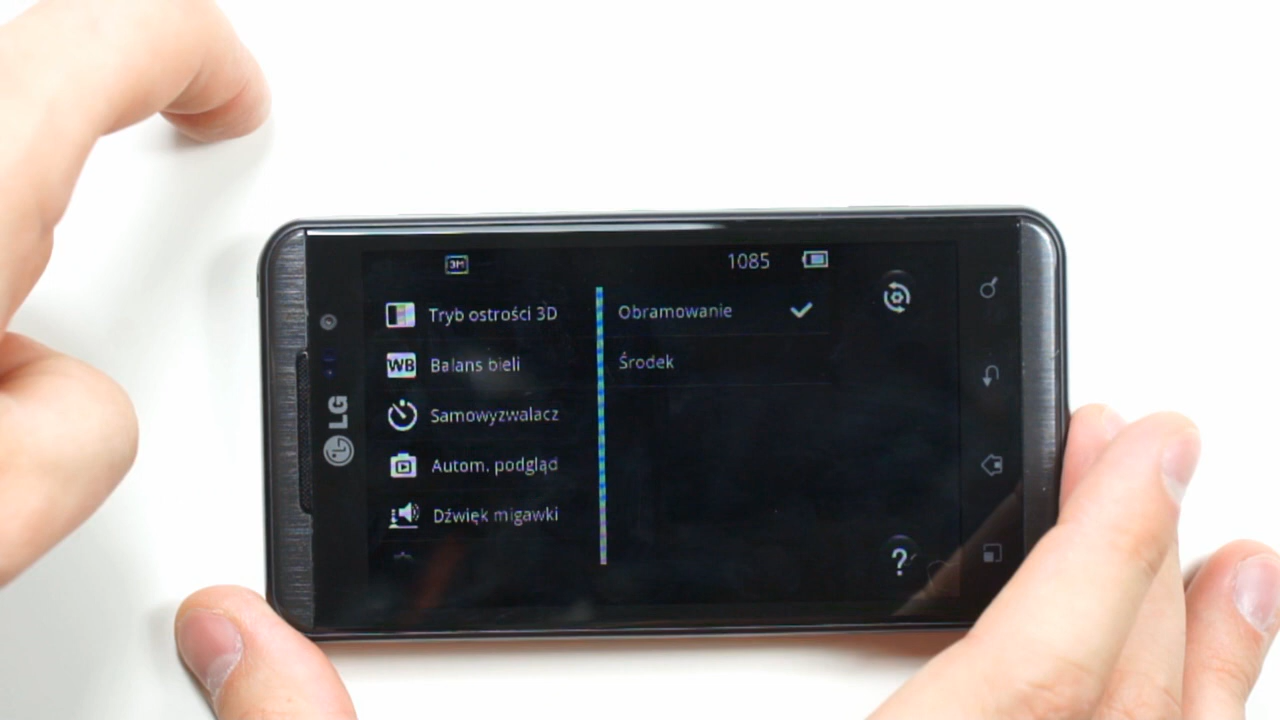 3M
1085
Tryb ostrości 3D
Obramowanie
WB
Balans bieli
Środek
Samowyzwalacz
Autom. podgląd
Dźwięk migawki
?
LG